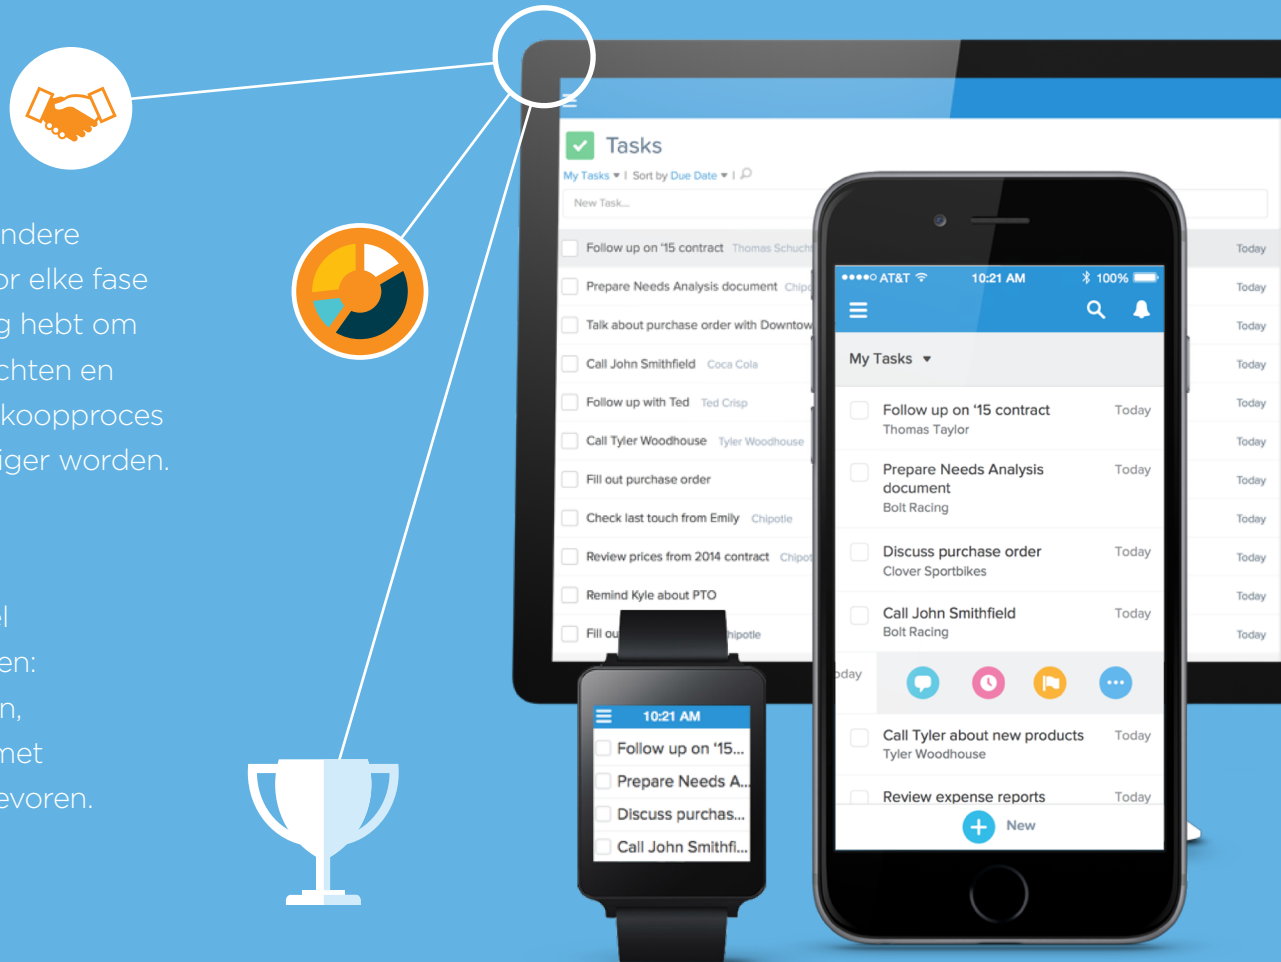 ndere
or elke fase
g hebt om
chten en
koopproces
iger worden.
el
en:
n,
met
evoren.
Tasks
My Tasks | Sort by Due Date |
New Task...
Follow up on '15 contract Thomas Schuch Today
Prepare Needs Analysis document Chipo Today
Talk about purchase order with Downtow Today
Call John Smithfield Coca Cola Today
Follow up with Ted Ted Crisp Today
Call Tyler Woodhouse Tyler Woodhouse Today
Fill out purchase order Today
Check last touch from Emily Chipotle Today
Review prices from 2014 contract Chipot Today
Remind Kyle about PTO Today
Fill ou hipotle Today
10:21 AM
Follow up on '15...
Prepare Needs A...
Discuss purchas...
Call John Smithfi...
AT&T 10:21 AM 100%
My Tasks
Follow up on '15 contract Today
Thomas Taylor
Prepare Needs Analysis Today
document
Bolt Racing
Discuss purchase order Today
Clover Sportbikes
Call John Smithfield Today
Bolt Racing
oday
Call Tyler about new products Today
Tyler Woodhouse
Review expense reports Today
New